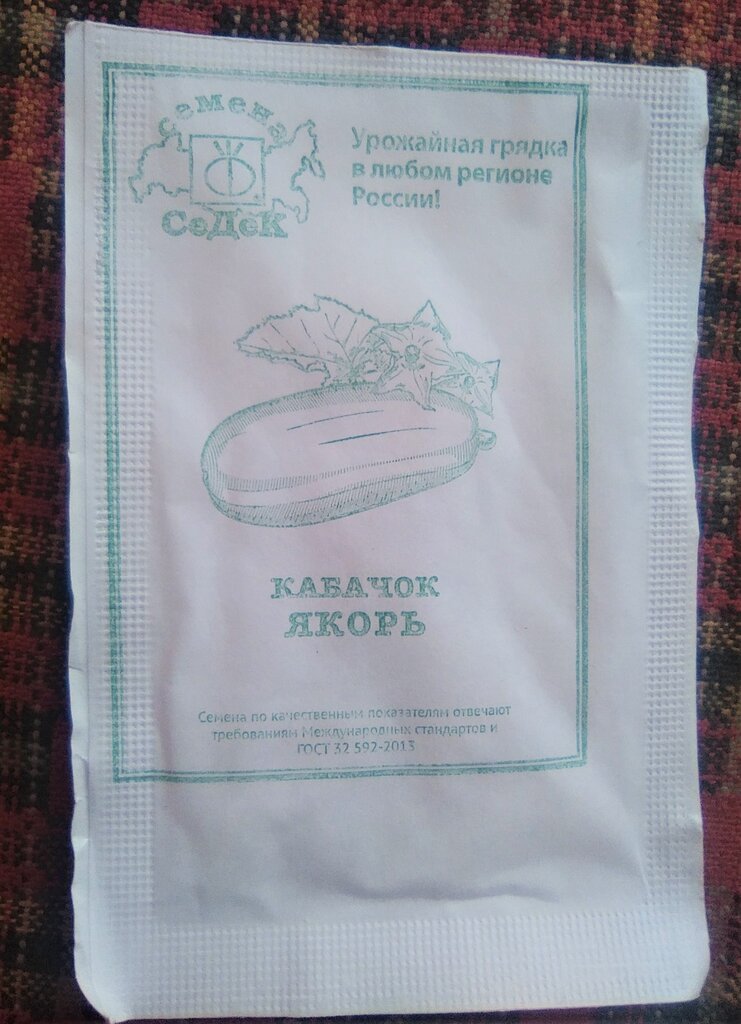 Семена
СеДеК
Урожайная грядка
в любом регионе
России!
КАБАЧОК
ЯКОРЬ
Семена по качественным показателям отвечают
требованиям Международных стандартов и
ГОСТ 32 592-2013